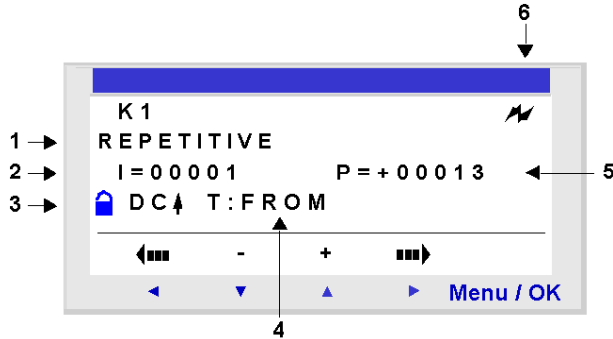 6
K1
1 REPETITIVE
2 I=00001 P=+00013 5
3 DC T:FROM
- +
Menu / OK
4